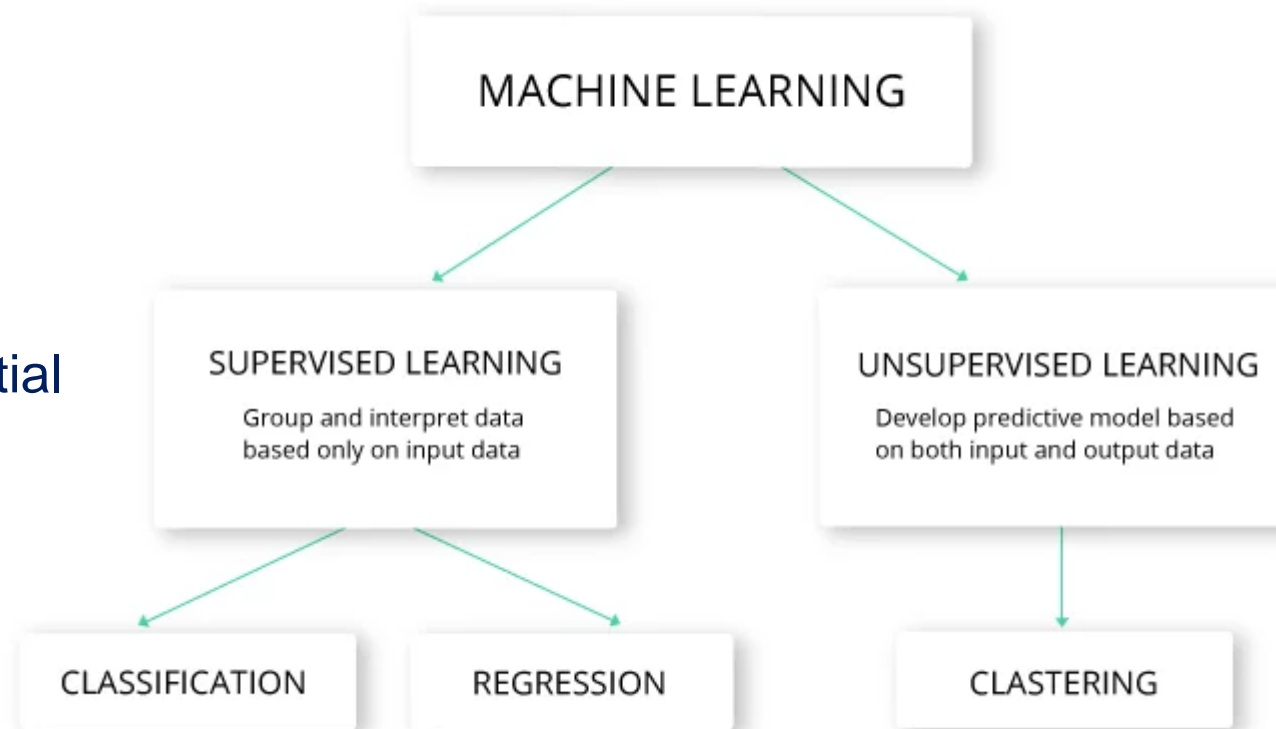 MACHINE LEARNING
tial
SUPERVISED LEARNING
Group and interpret data
based only on input data
UNSUPERVISED LEARNING
Develop predictive model based
on both input and output data
CLASSIFICATION
REGRESSION
CLASTERING